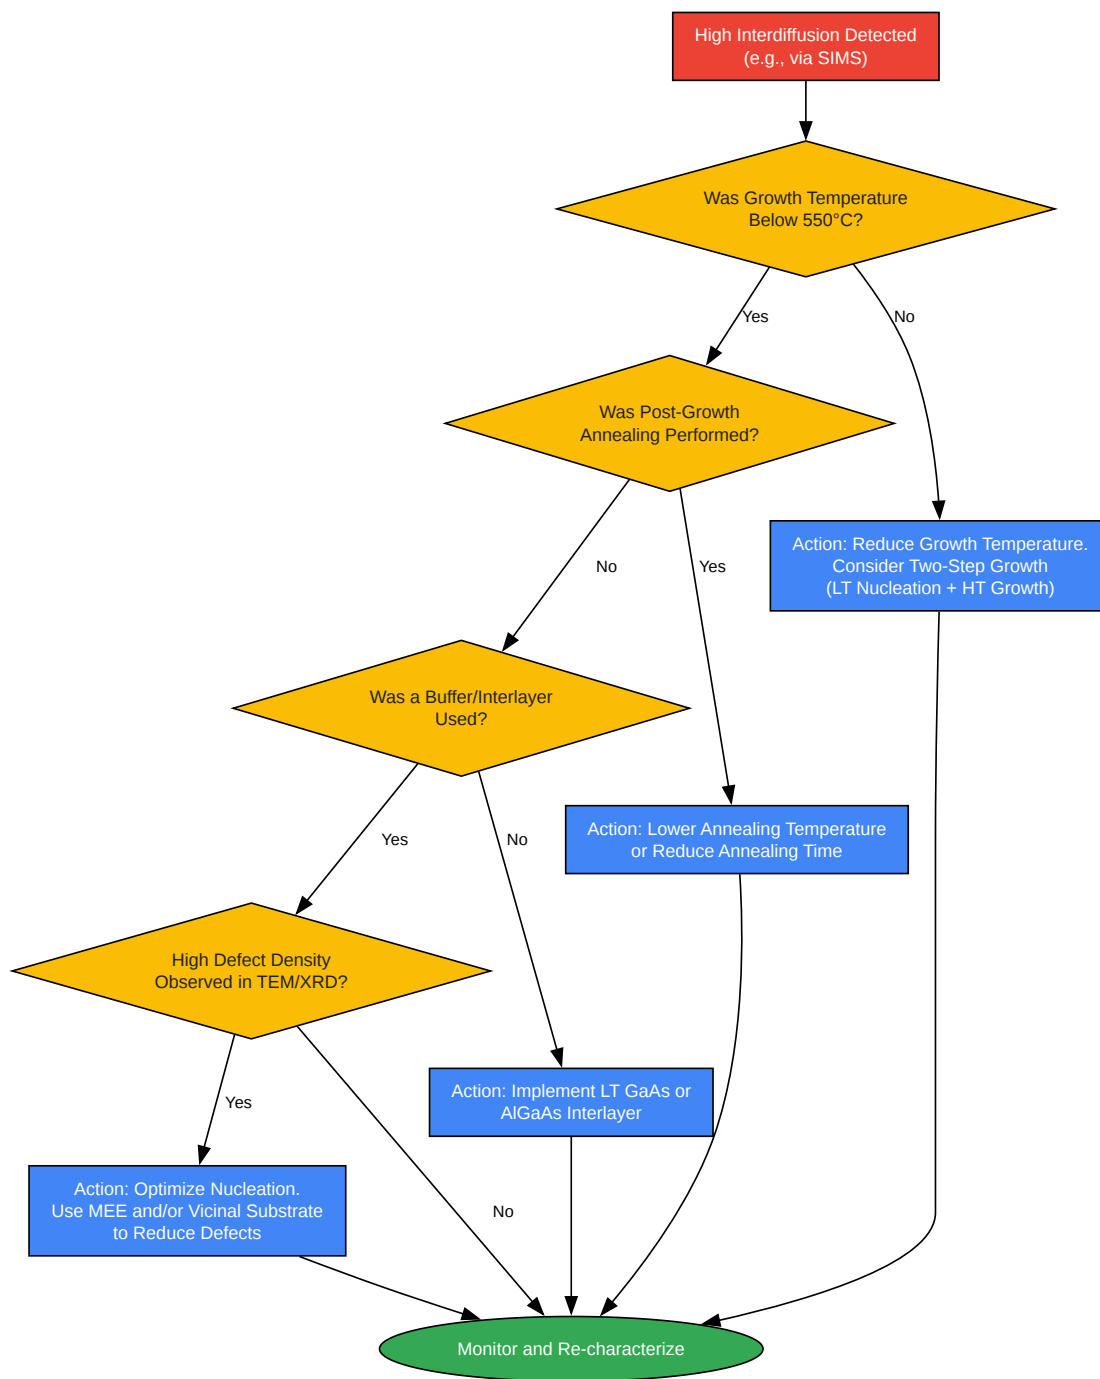 High Interdiffusion Detected
(e.g., via SIMS)
Was Growth Temperature
Below 550°C?
Yes
No
Was Post-Growth
Annealing Performed?
No
Yes
Action: Reduce Growth Temperature.
Consider Two-Step Growth
(LT Nucleation + HT Growth)
Was a Buffer/Interlayer
Used?
Yes
No
Action: Lower Annealing Temperature
or Reduce Annealing Time
High Defect Density
Observed in TEM/XRD?
Yes
No
Action: Implement LT GaAs or
AlGaAs Interlayer
Action: Optimize Nucleation.
Use MEE and/or Vicinal Substrate
to Reduce Defects
Monitor and Re-characterize